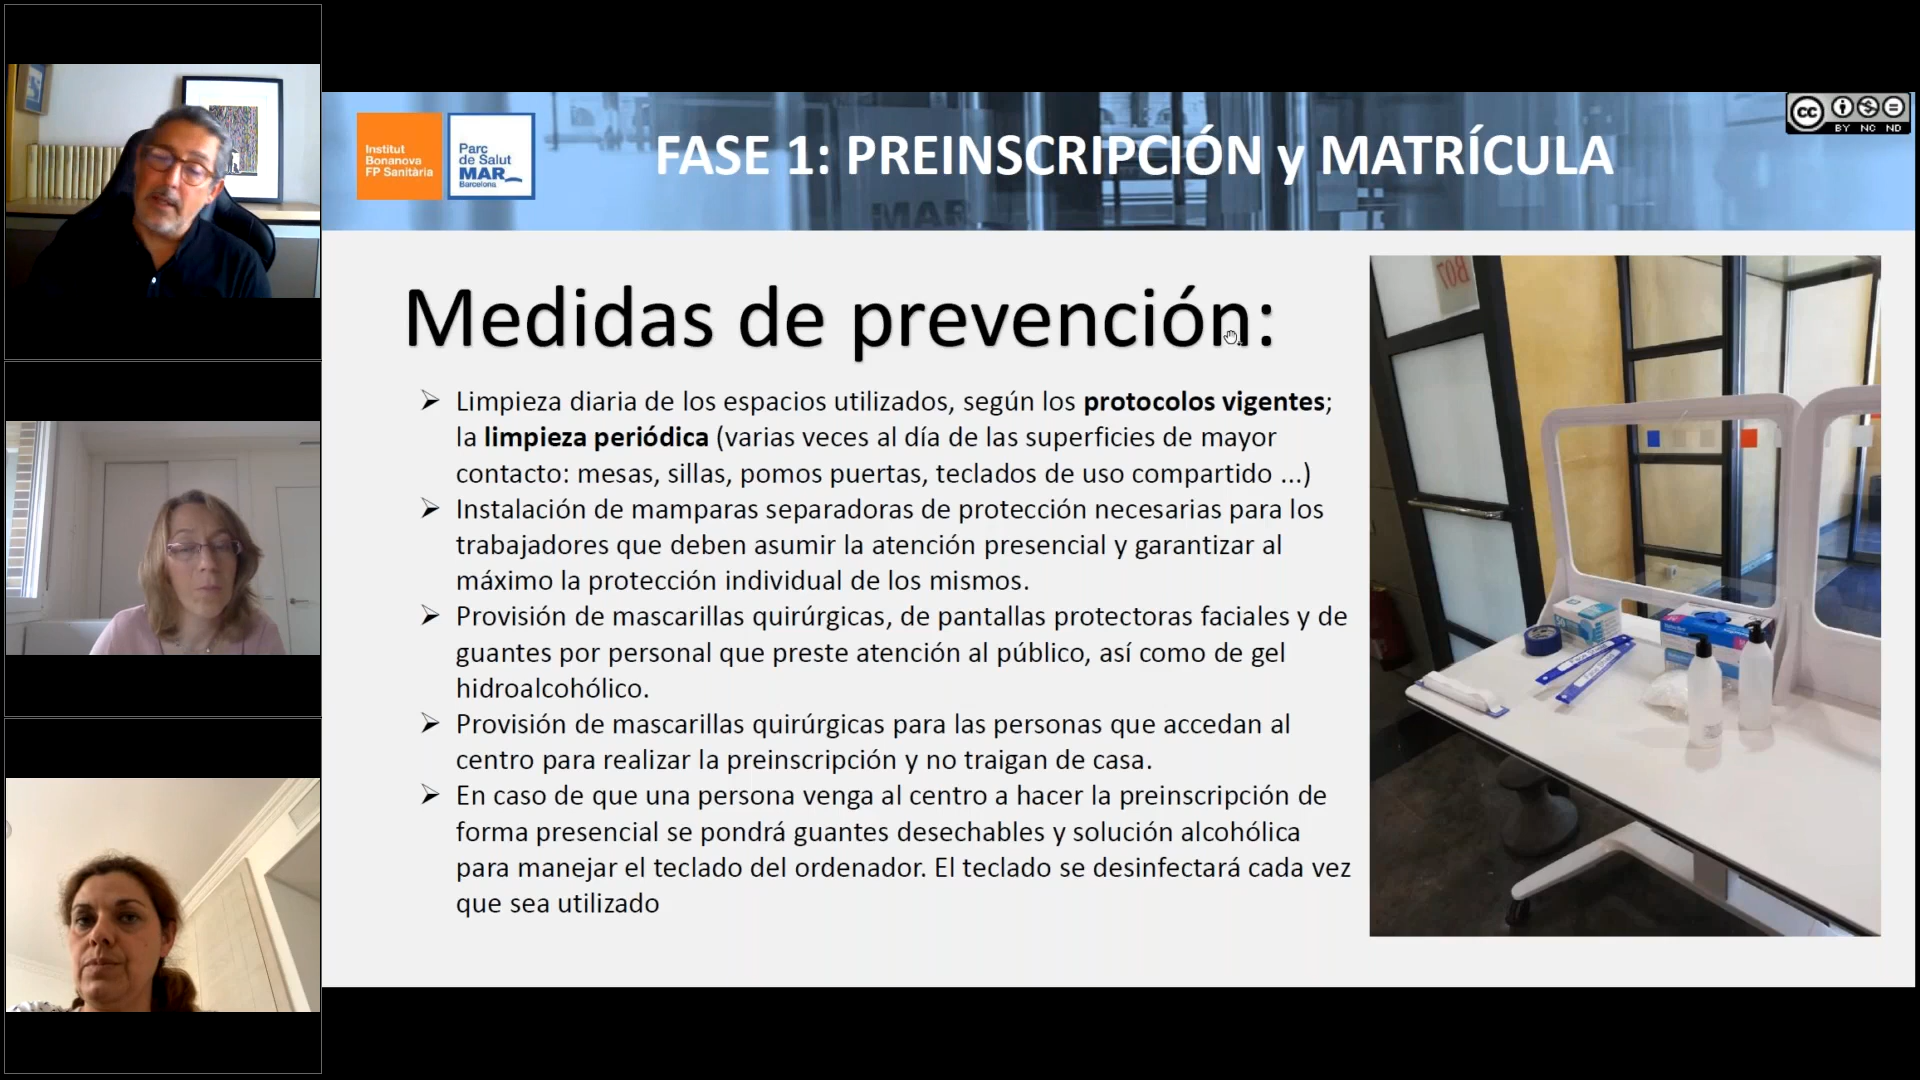 Institut
Bonanova
FP Sanitària
Parc
de Salut
MAR
Barcelona
FASE 1: PREINSCRIPCIÓN y MATRÍCULA
cc
BY NC ND
MAR
Medidas de prevención:
Limpieza diaria de los espacios utilizados, según los protocolos vigentes;
la limpieza periódica (varias veces al día de las superficies de mayor
contacto: mesas, sillas, pomos puertas, teclados de uso compartido ...)
Instalación de mamparas separadoras de protección necesarias para los
trabajadores que deben asumir la atención presencial y garantizar al
máximo la protección individual de los mismos.
Provisión de mascarillas quirúrgicas, de pantallas protectoras faciales y de
guantes por personal que preste atención al público, así como de gel
hidroalcohólico.
Provisión de mascarillas quirúrgicas para las personas que accedan al
centro para realizar la preinscripción y no traigan de casa.
En caso de que una persona venga al centro a hacer la preinscripción de
forma presencial se pondrá guantes desechables y solución alcohólica
para manejar el teclado del ordenador. El teclado se desinfectará cada vez
que sea utilizado